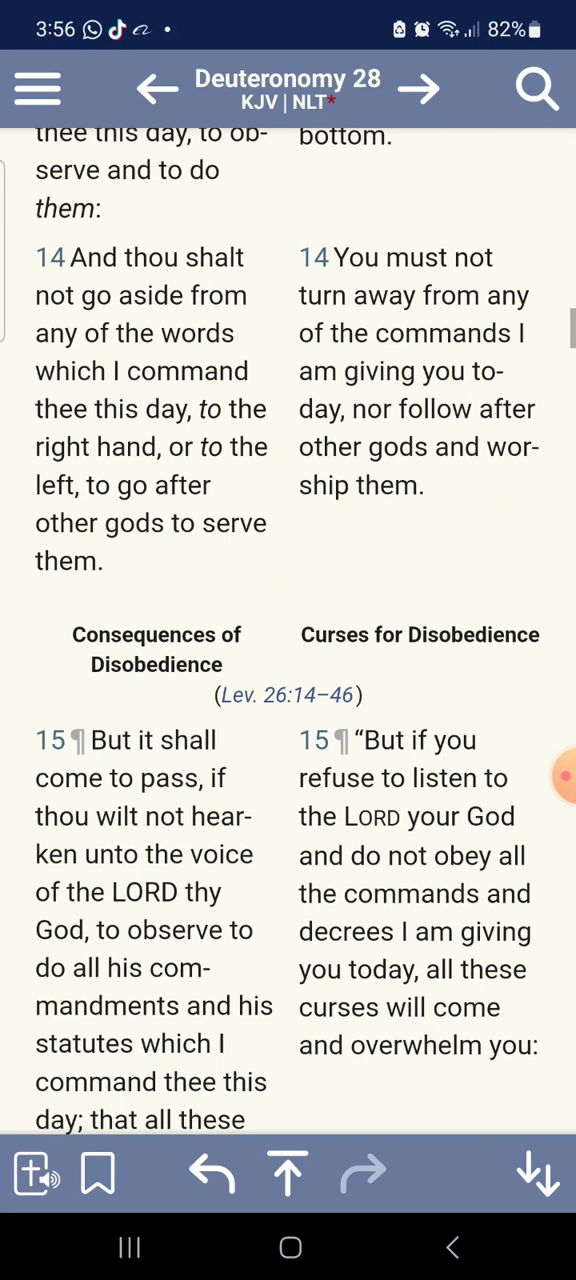 3:56 82%
Deuteronomy 28
KJV | NLT*
thee this day, to ob-
serve and to do
them:
14 And thou shalt
not go aside from
any of the words
which I command
thee this day, to the
right hand, or to the
left, to go after
other gods to serve
them.
bottom.
14 You must not
turn away from any
of the commands I
am giving you to-
day, nor follow after
other gods and wor-
ship them.
Consequences of
Disobedience
Curses for Disobedience
(Lev. 26:14–46)
15 ¶ But it shall
come to pass, if
thou wilt not hear-
ken unto the voice
of the LORD thy
God, to observe to
do all his com-
mandments and his
statutes which I
command thee this
day; that all these
15 ¶ “But if you
refuse to listen to
the LORD your God
and do not obey all
the commands and
decrees I am giving
you today, all these
curses will come
and overwhelm you: